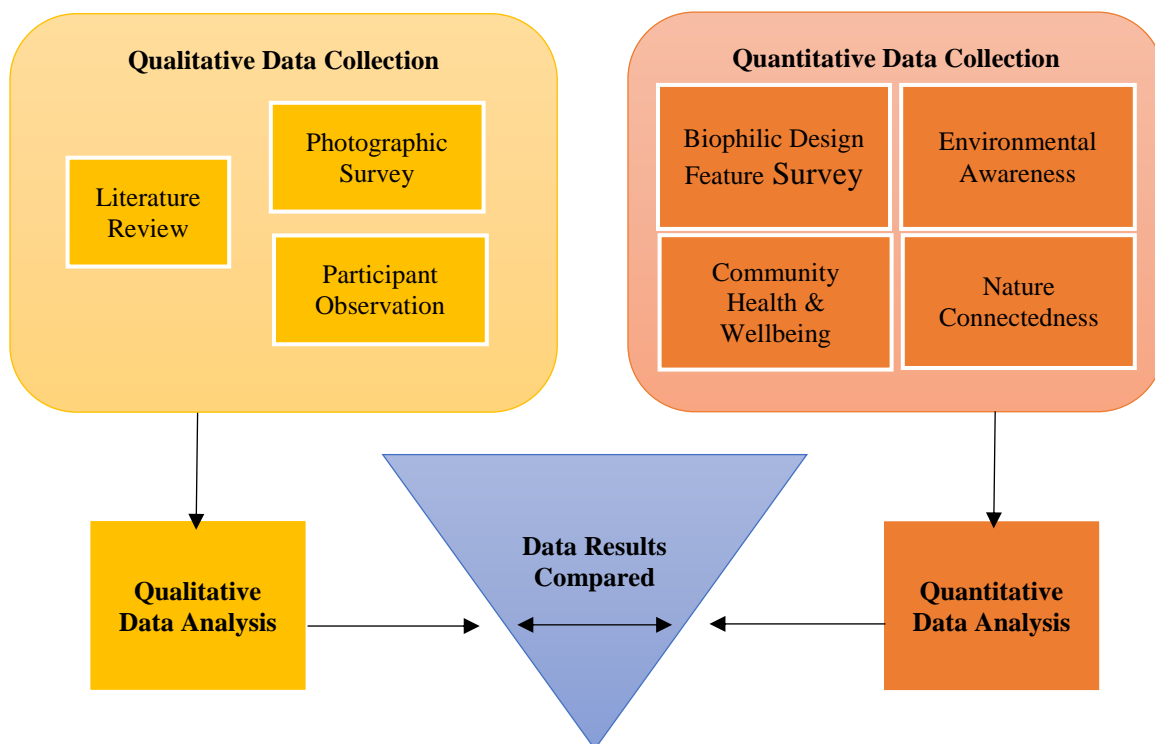 Qualitative Data Collection
Literature
Review
Photographic
Survey
Participant
Observation
Quantitative Data Collection
Biophilic Design
Feature Survey
Environmental
Awareness
Community
Health &
Wellbeing
Nature
Connectedness
Qualitative
Data Analysis
Data Results
Compared
Quantitative
Data Analysis